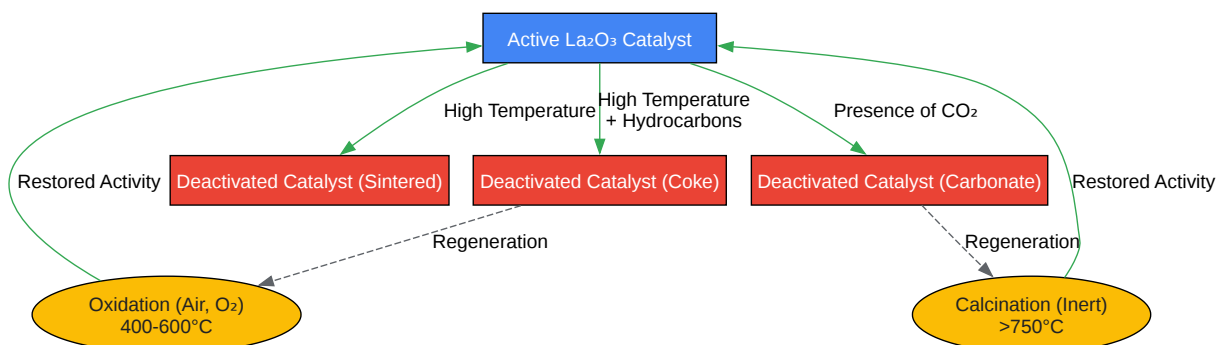 Active La₂O₃ Catalyst
High Temperature
High Temperature
+ Hydrocarbons
Presence of CO₂
Restored Activity
Deactivated Catalyst (Sintered)
Deactivated Catalyst (Coke)
Deactivated Catalyst (Carbonate)
Restored Activity
Regeneration
Regeneration
Oxidation (Air, O₂)
400-600°C
Calcination (Inert)
>750°C